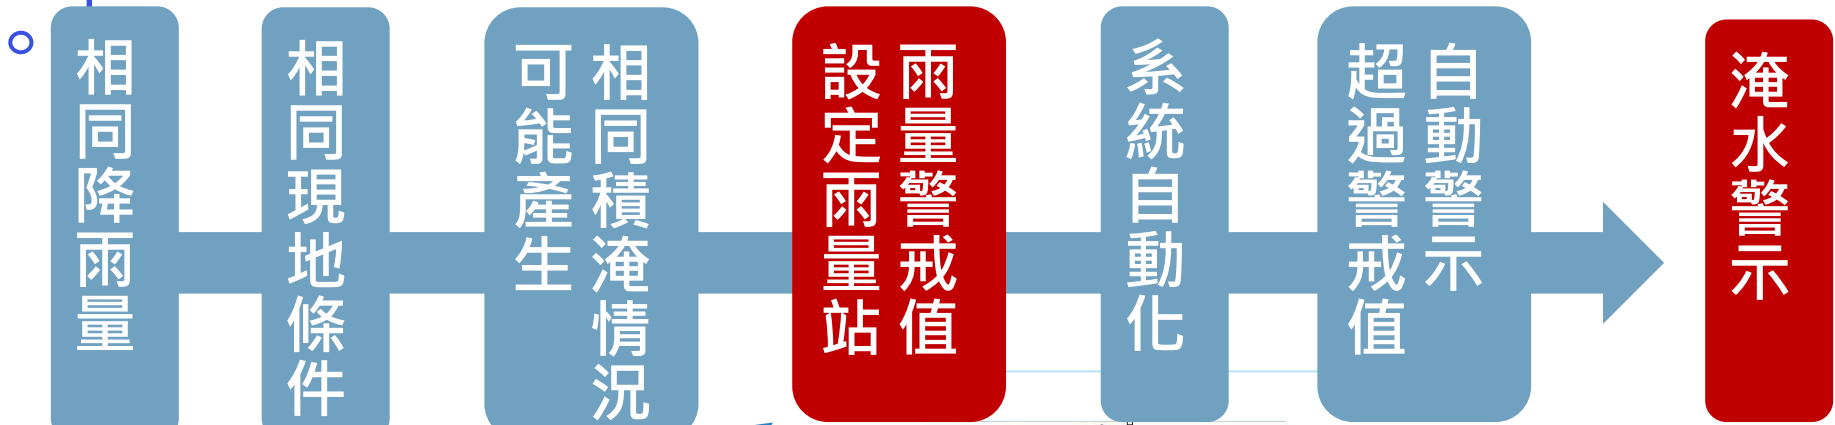 相同降雨量
相同現地條件
相同積淹情況
可能產生
雨量警戒值
設定雨量站
系統自動化
自動警示
超過警戒值
淹水警示